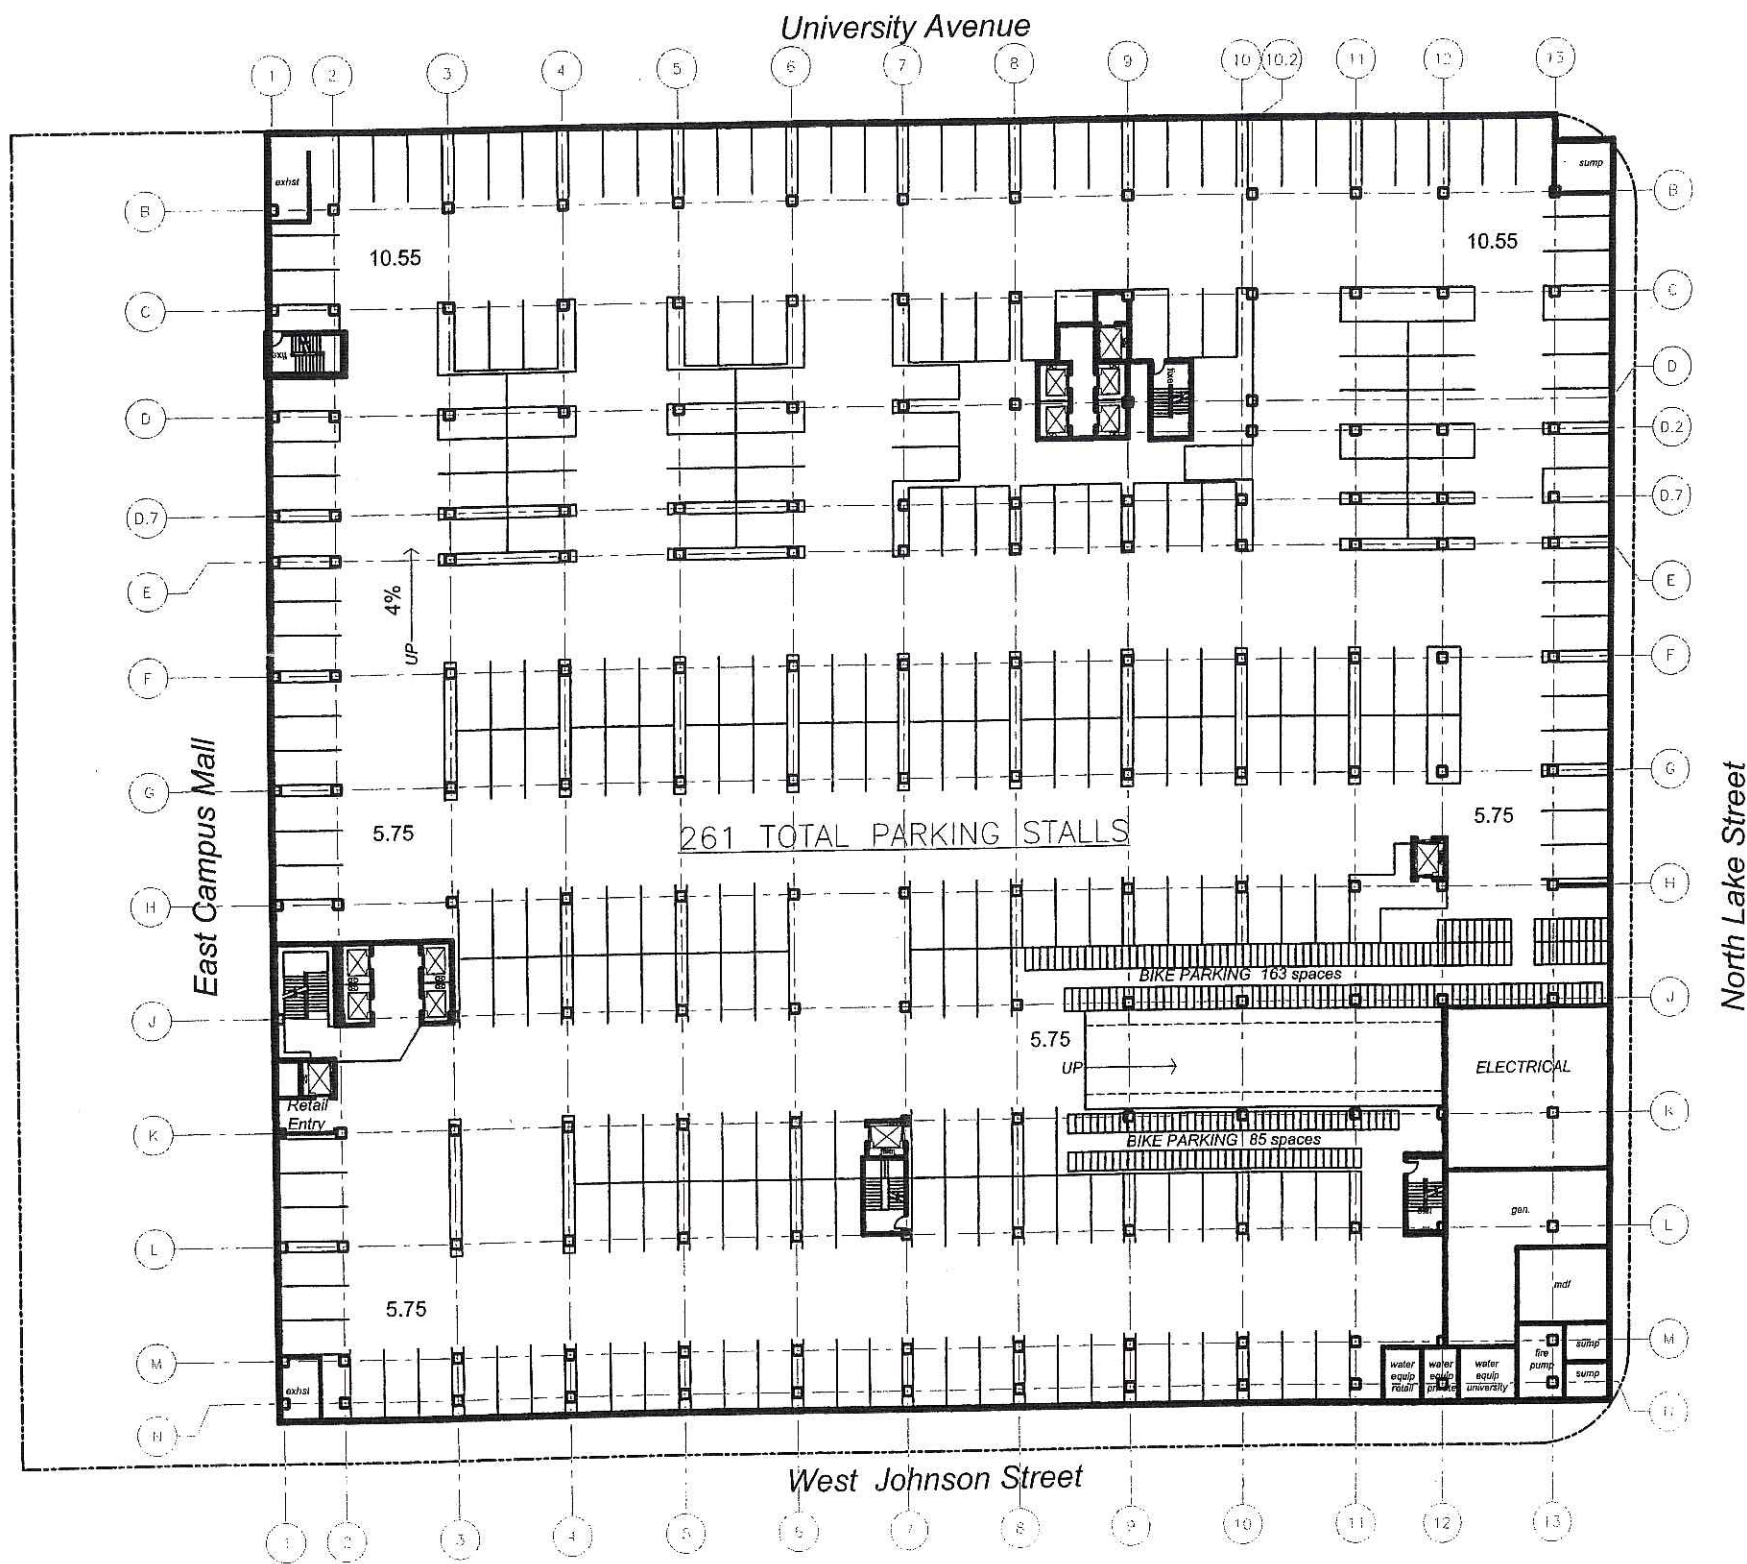 University Avenue
1 2 3 4 5 6 7 8 9 10 10.2 11 12 13
sump
exhst
B B
10.55 10.55
C C
D
D
D.2
D.7 D.7
E E
4%
UP
F F
G G
5.75 5.75
261 TOTAL PARKING STALLS
East Campus Mall
North Lake Street
H H
BIKE PARKING 163 spaces
J J
5.75
UP
ELECTRICAL
Retail
Entry
K K
BIKE PARKING 85 spaces
gen.
L L
mdf
5.75
M M
sump
fire
pump
sump
water
equip
retail
water
equip
private
water
equip
university
exhst
N N
West Johnson Street
1 2 3 4 5 6 7 8 9 10 11 12 13